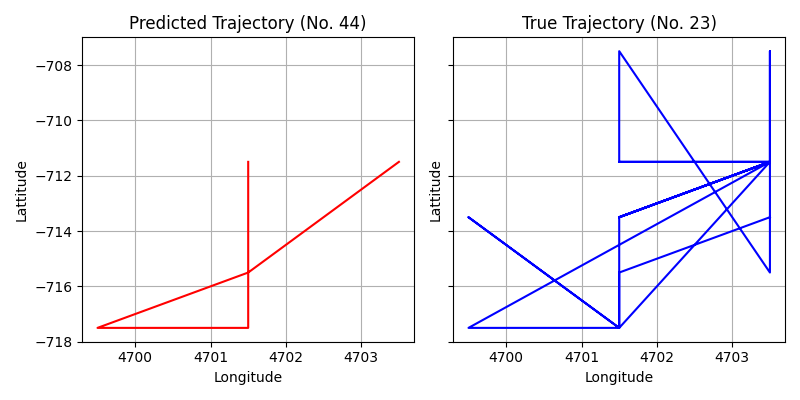 Predicted Trajectory (No. 44)
True Trajectory (No. 23)
−708
−710
−712
−714
−716
−718
Lattitude
Lattitude
4700
4701
4702
4703
4700
4701
4702
4703
Longitude
Longitude